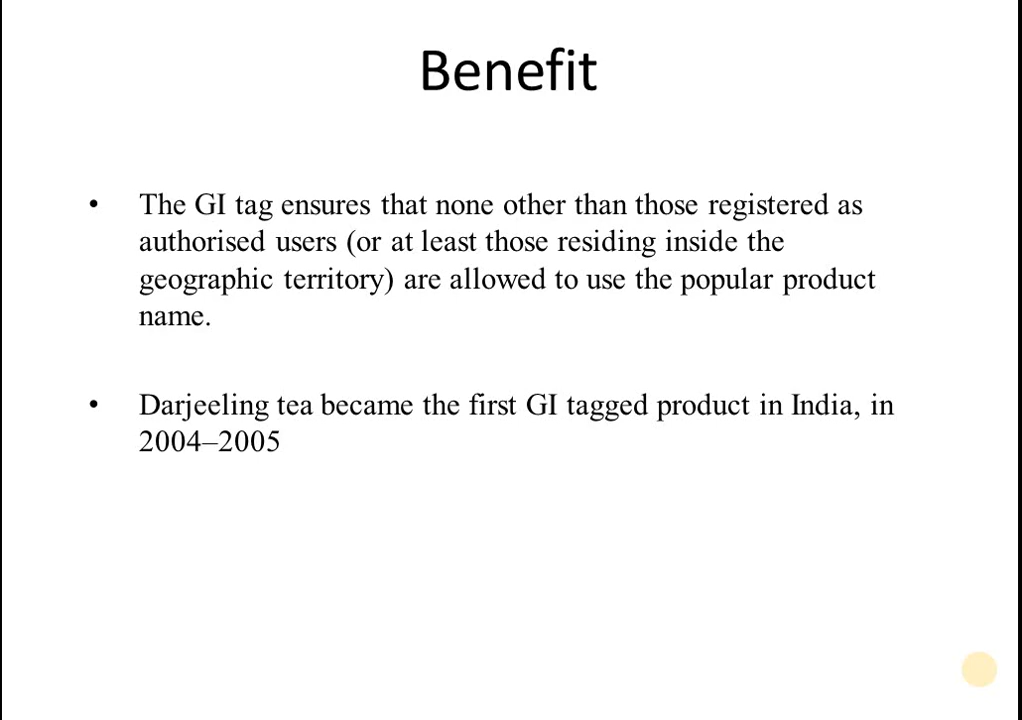 Benefit
• The GI tag ensures that none other than those registered as
authorised users (or at least those residing inside the
geographic territory) are allowed to use the popular product
name.
• Darjeeling tea became the first GI tagged product in India, in
2004–2005